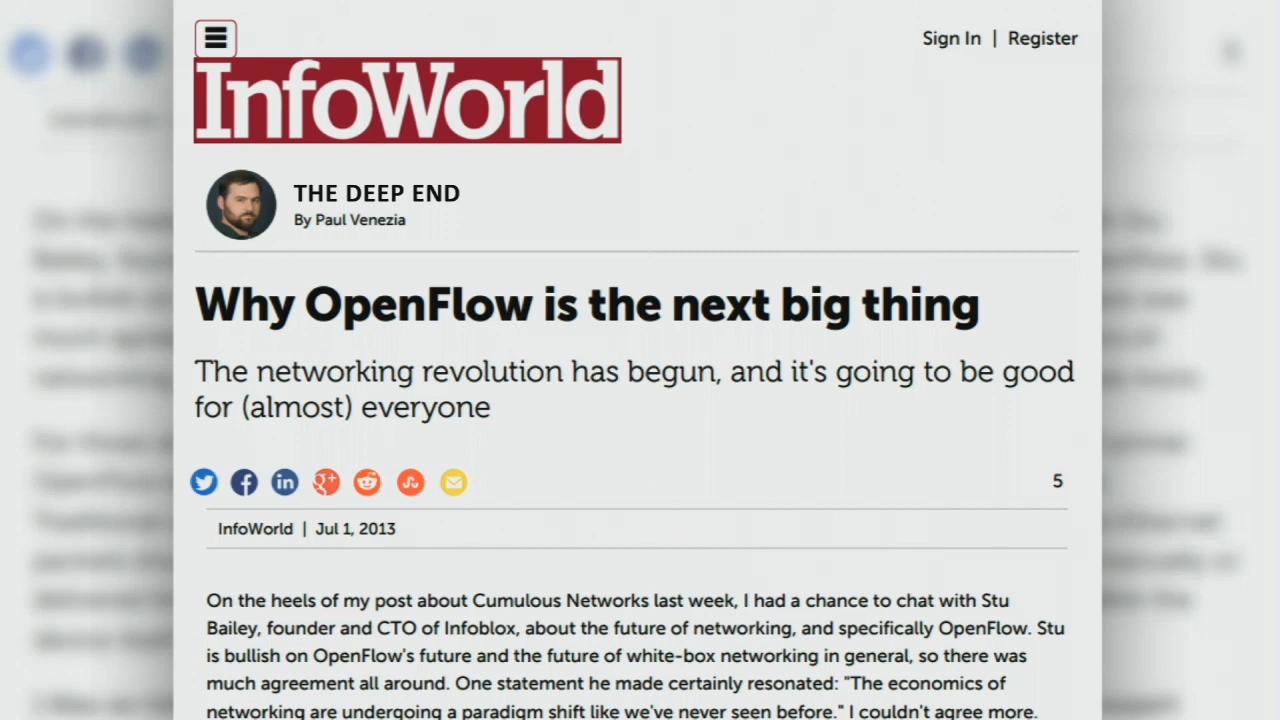 Sign In | Register
InfoWorld
THE DEEP END
By Paul Venezia
Why OpenFlow is the next big thing
The networking revolution has begun, and it's going to be good
for (almost) everyone
5
InfoWorld | Jul 1, 2013
On the heels of my post about Cumulous Networks last week, I had a chance to chat with Stu
Bailey, founder and CTO of Infoblox, about the future of networking, and specifically OpenFlow. Stu
is bullish on OpenFlow's future and the future of white-box networking in general, so there was
much agreement all around. One statement he made certainly resonated: "The economics of
networking are undergoing a paradigm shift like we've never seen before." I couldn't agree more.